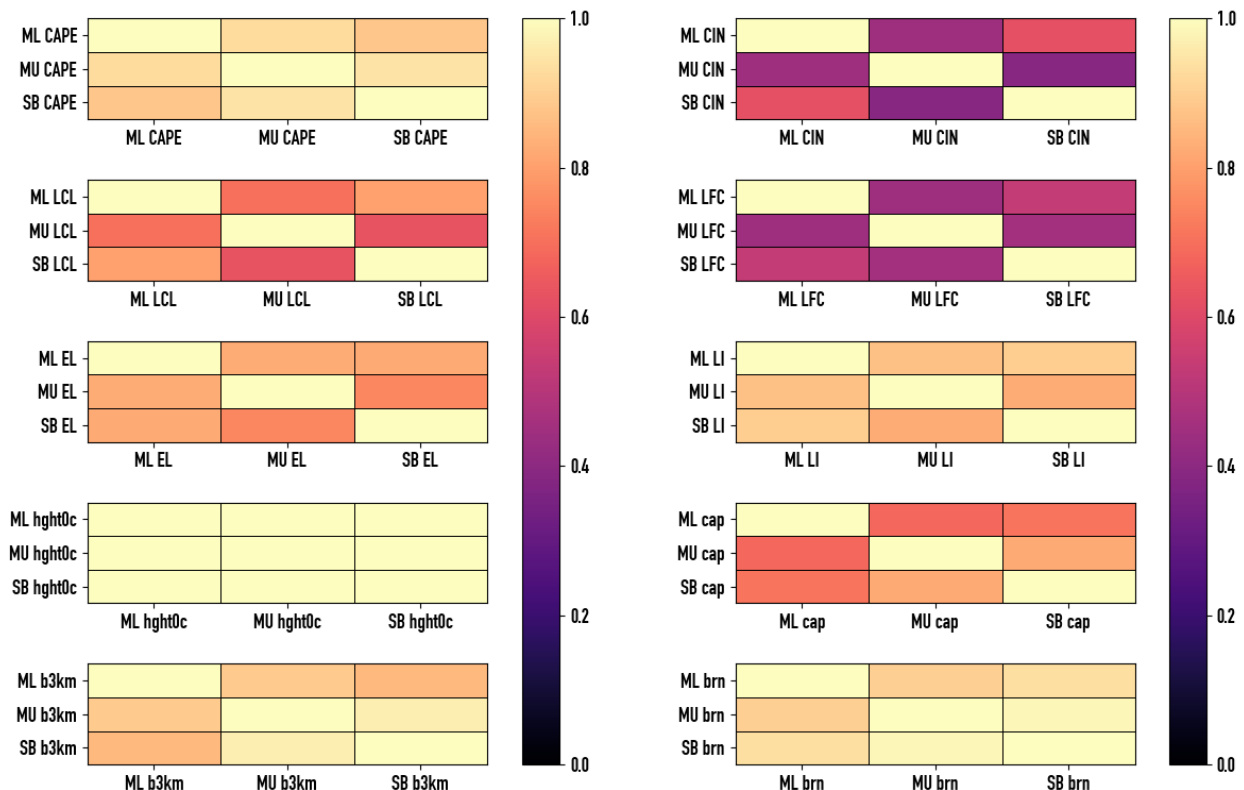 ML CAPE
MU CAPE
SB CAPE
ML CAPE MU CAPE SB CAPE
ML LCL
MU LCL
SB LCL
ML LCL MU LCL SB LCL
ML EL
MU EL
SB EL
ML EL MU EL SB EL
ML hght0c
MU hght0c
SB hght0c
ML hght0c MU hght0c SB hght0c
ML b3km
MU b3km
SB b3km
ML b3km MU b3km SB b3km
1.0
0.8
0.6
0.4
0.2
0.0
ML CIN
MU CIN
SB CIN
ML CIN MU CIN SB CIN
ML LFC
MU LFC
SB LFC
ML LFC MU LFC SB LFC
ML LI
MU LI
SB LI
ML LI MU LI SB LI
ML cap
MU cap
SB cap
ML cap MU cap SB cap
ML brn
MU brn
SB brn
ML brn MU brn SB brn
1.0
0.8
0.6
0.4
0.2
0.0